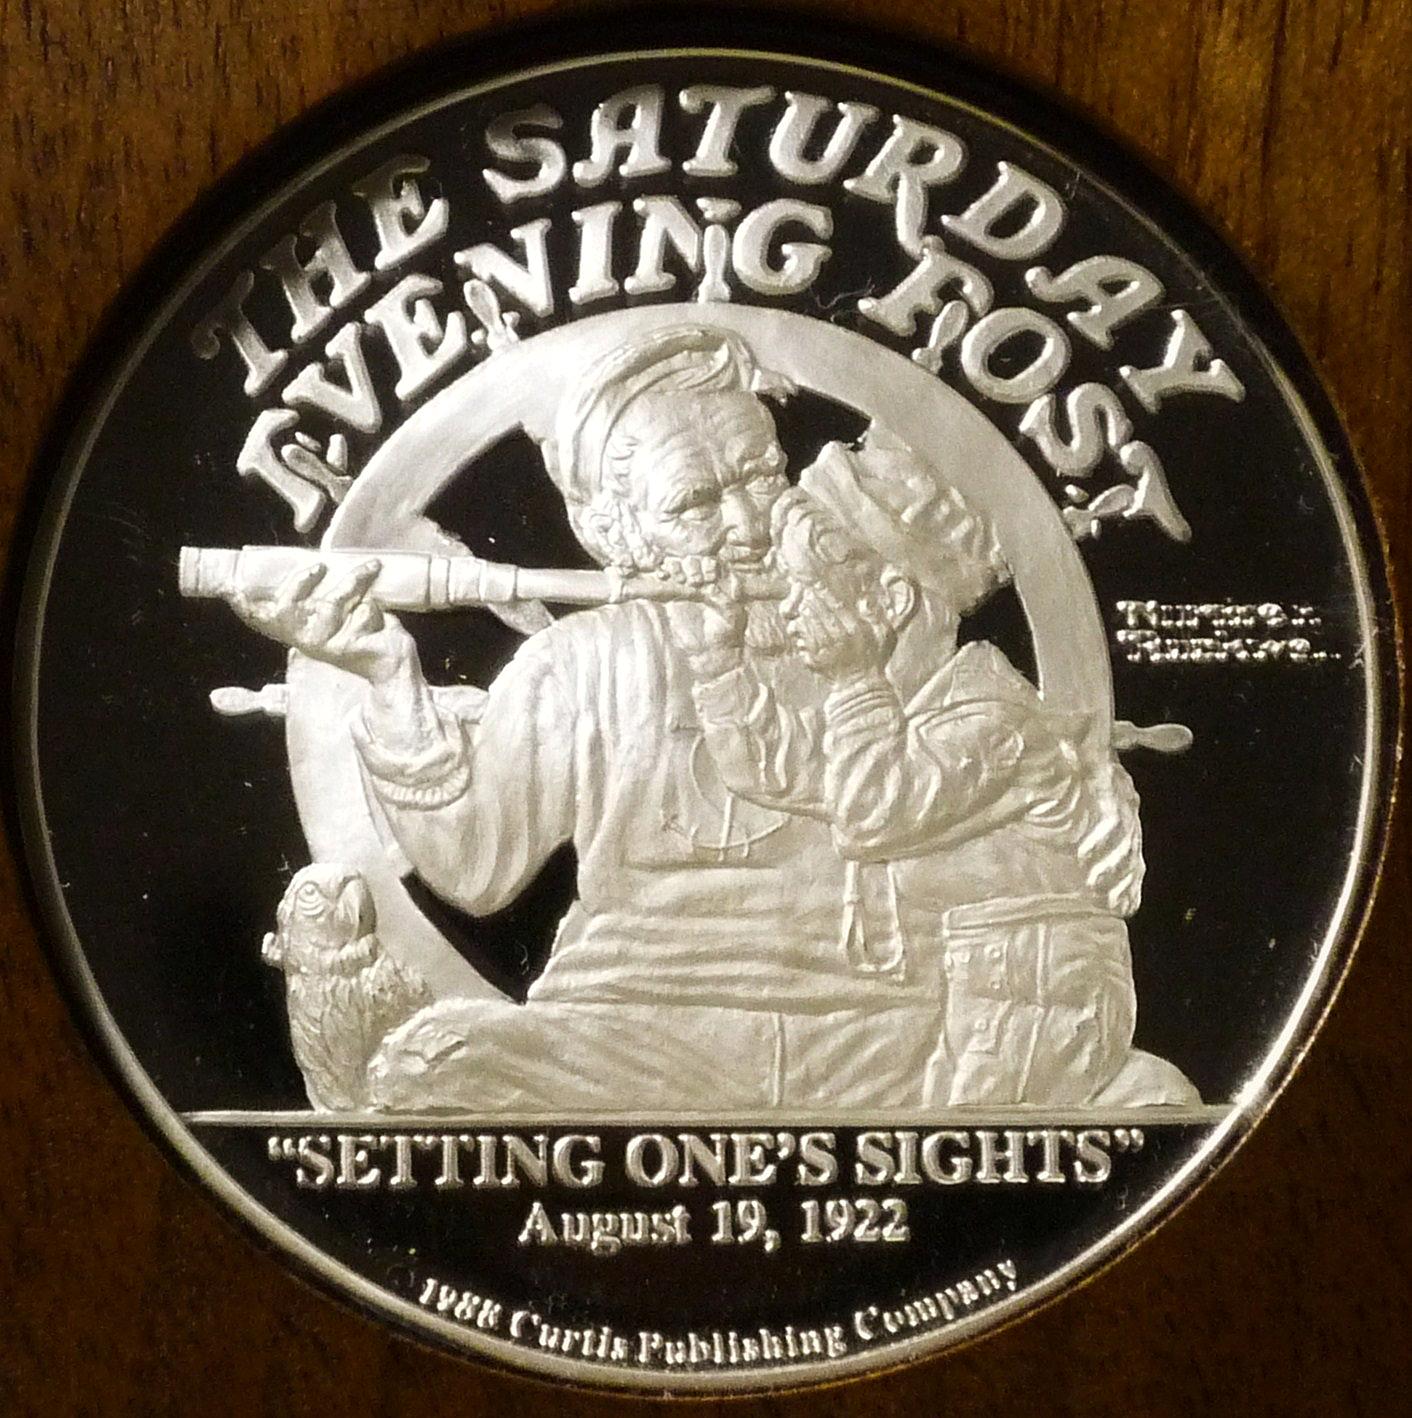 THE SATURDAY
EVENING POST
Norman
Rockwell
"SETTING ONE'S SIGHTS"
August 19, 1922
1988 Curtis Publishing Company